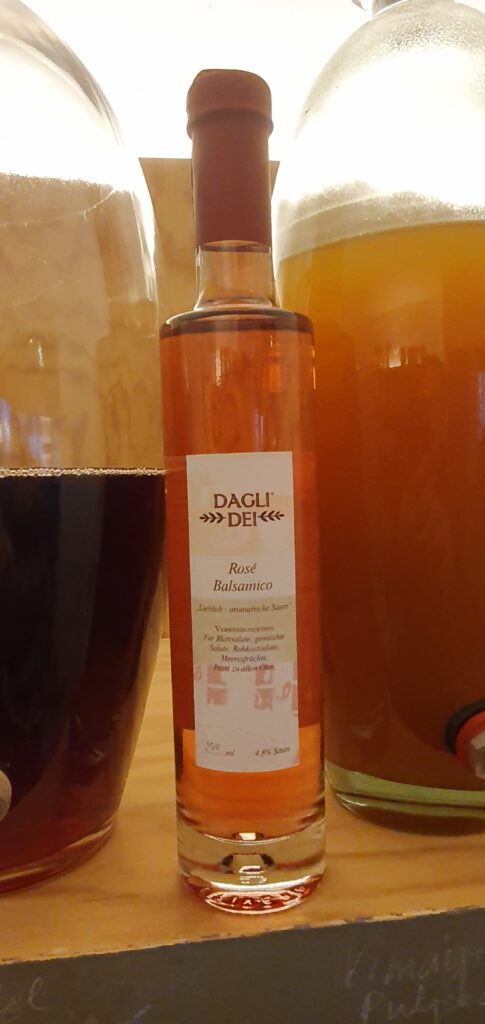 DAGLI®
DEI
Rosé
Balsamico
„Lieblich - aromatische Säure"
VERWENDUNGSTIPPS
Für Blattsalate, gemischte
Salate, Rohkostsalate,
Meeresfrüchte.
Passt zu allen Ölen.
350 ml 4,8% Säure